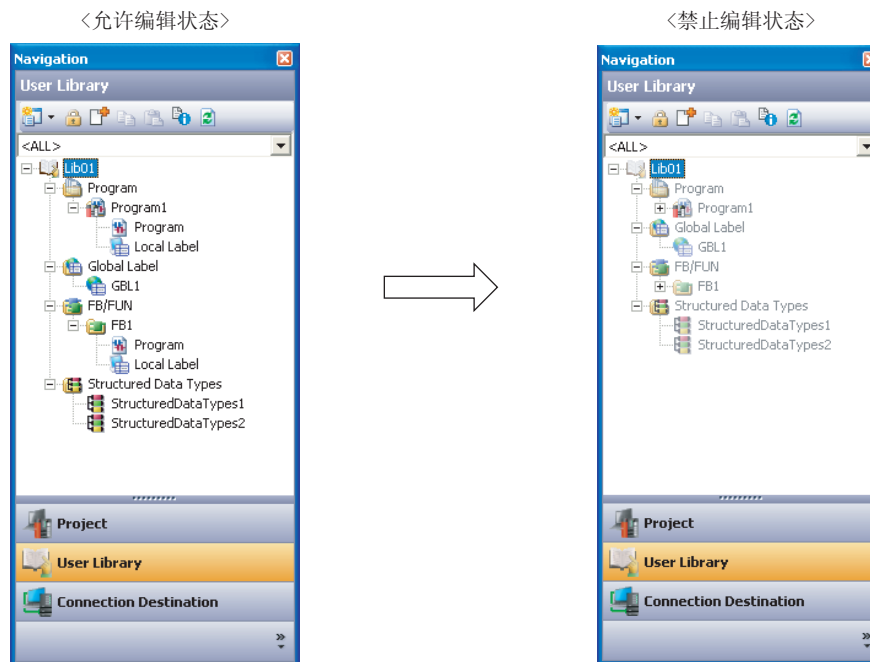 <允许编辑状态>
Navigation
User Library
<ALL>
Lib01
Program
Program1
Program
Local Label
Global Label
GBL1
FB/FUN
FB1
Program
Local Label
Structured Data Types
StructuredDataTypes1
StructuredDataTypes2
Project
User Library
Connection Destination
<禁止编辑状态>
Navigation
User Library
<ALL>
Lib01
Program
Program1
Global Label
GBL1
FB/FUN
FB1
Structured Data Types
StructuredDataTypes1
StructuredDataTypes2
Project
User Library
Connection Destination